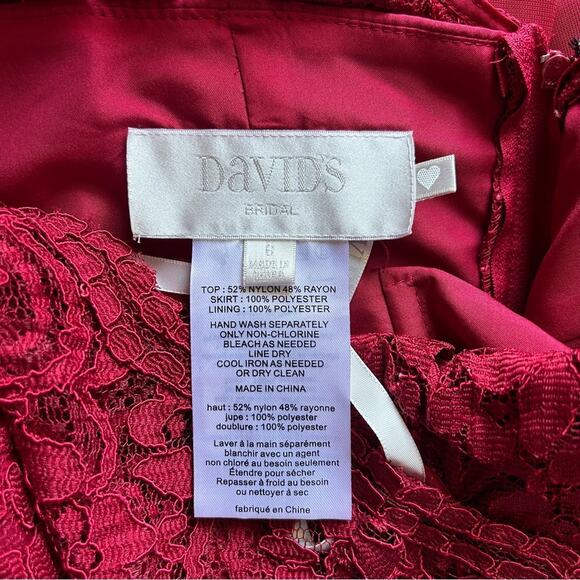 DaVID'S
BRIDAL
6
MADE IN
TOP : 52% NYLON 48% RAYON
SKIRT : 100% POLYESTER
LINING : 100% POLYESTER
HAND WASH SEPARATELY
ONLY NON-CHLORINE
BLEACH AS NEEDED
LINE DRY
COOL IRON AS NEEDED
OR DRY CLEAN
MADE IN CHINA
haut : 52% nylon 48% rayonne
jupe : 100% polyester
doublure : 100% polyester
Laver à la main séparément
blanchir avec un agent
non chloré au besoin seulement
Étendre pour sécher
Repasser à froid au besoin
ou nettoyer à sec
fabriqué en Chine